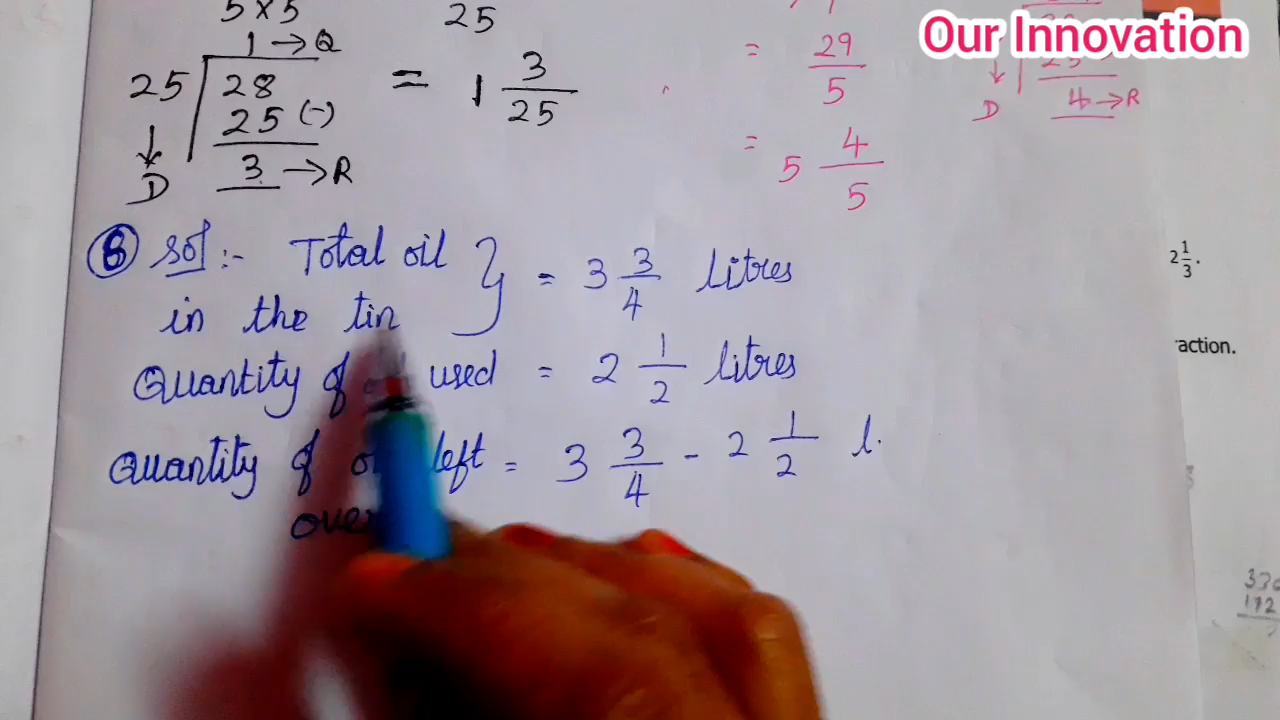 5 × 5
25
1 → Q
25 28 = 1 3/25
25 (-)
D 3 → R
= 29/5
= 5 4/5
Our Innovation
D 4 → R
6 Sol :- Total oil
in the tin } = 3 3/4 litres
Quantity of used = 2 1/2 litres
Quantity of left = 3 3/4 - 2 1/2 l.
over
2 1/3.
action.